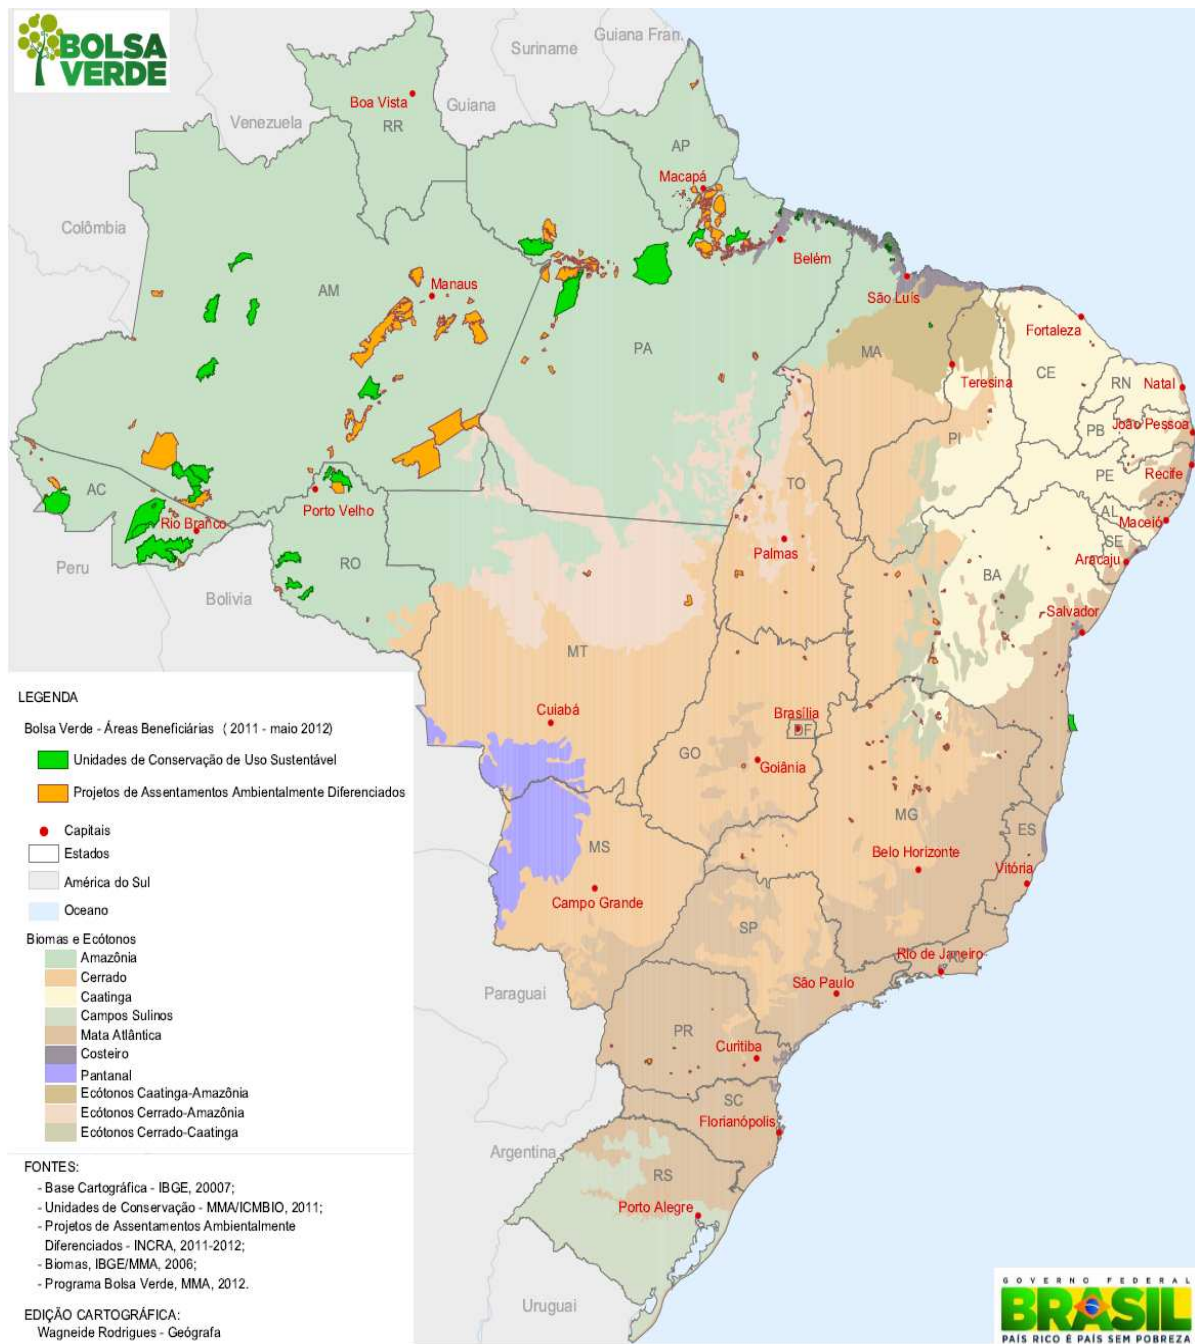 BOLSA
VERDE
Suriname
Guiana Fran.
Boa Vista
Guiana
RR
Venezuela
AP
Macapá
Colômbia
Belém
AM
Manaus
São Luís
Fortaleza
PA
MA
CE
Teresina
RN
Natal
PB
João Pessoa
PI
PE
Recife
AC
TO
AL
Maceió
Rio Branco
Porto Velho
Palmas
SE
Aracaju
Peru
RO
BA
Bolívia
Salvador
MT
LEGENDA
Cuiabá
Brasília
Bolsa Verde - Áreas Beneficiárias ( 2011 - maio 2012)
DF
GO
Goiânia
Unidades de Conservação de Uso Sustentável
Projetos de Assentamentos Ambientalmente Diferenciados
MG
ES
Capitais
Estados
MS
Belo Horizonte
Vitória
América do Sul
Campo Grande
Oceano
SP
Biomas e Ecótonos
Amazônia
Rio de Janeiro
Cerrado
São Paulo
Caatinga
Paraguai
Campos Sulinos
Mata Atlântica
PR
Costeiro
Curitiba
Pantanal
Ecótonos Caatinga-Amazônia
SC
Ecótonos Cerrado-Amazônia
Florianópolis
Ecótonos Cerrado-Caatinga
Argentina
FONTES:
RS
- Base Cartográfica - IBGE, 20007;
- Unidades de Conservação - MMA/ICMBIO, 2011;
Porto Alegre
- Projetos de Assentamentos Ambientalmente
Diferenciados - INCRA, 2011-2012;
- Biomas, IBGE/MMA, 2006;
- Programa Bolsa Verde, MMA, 2012.
Uruguai
EDIÇÃO CARTOGRÁFICA:
Wagneide Rodrigues - Geógrafa
GOVERNO FEDERAL
BRASIL
PAÍS RICO É PAÍS SEM POBREZA